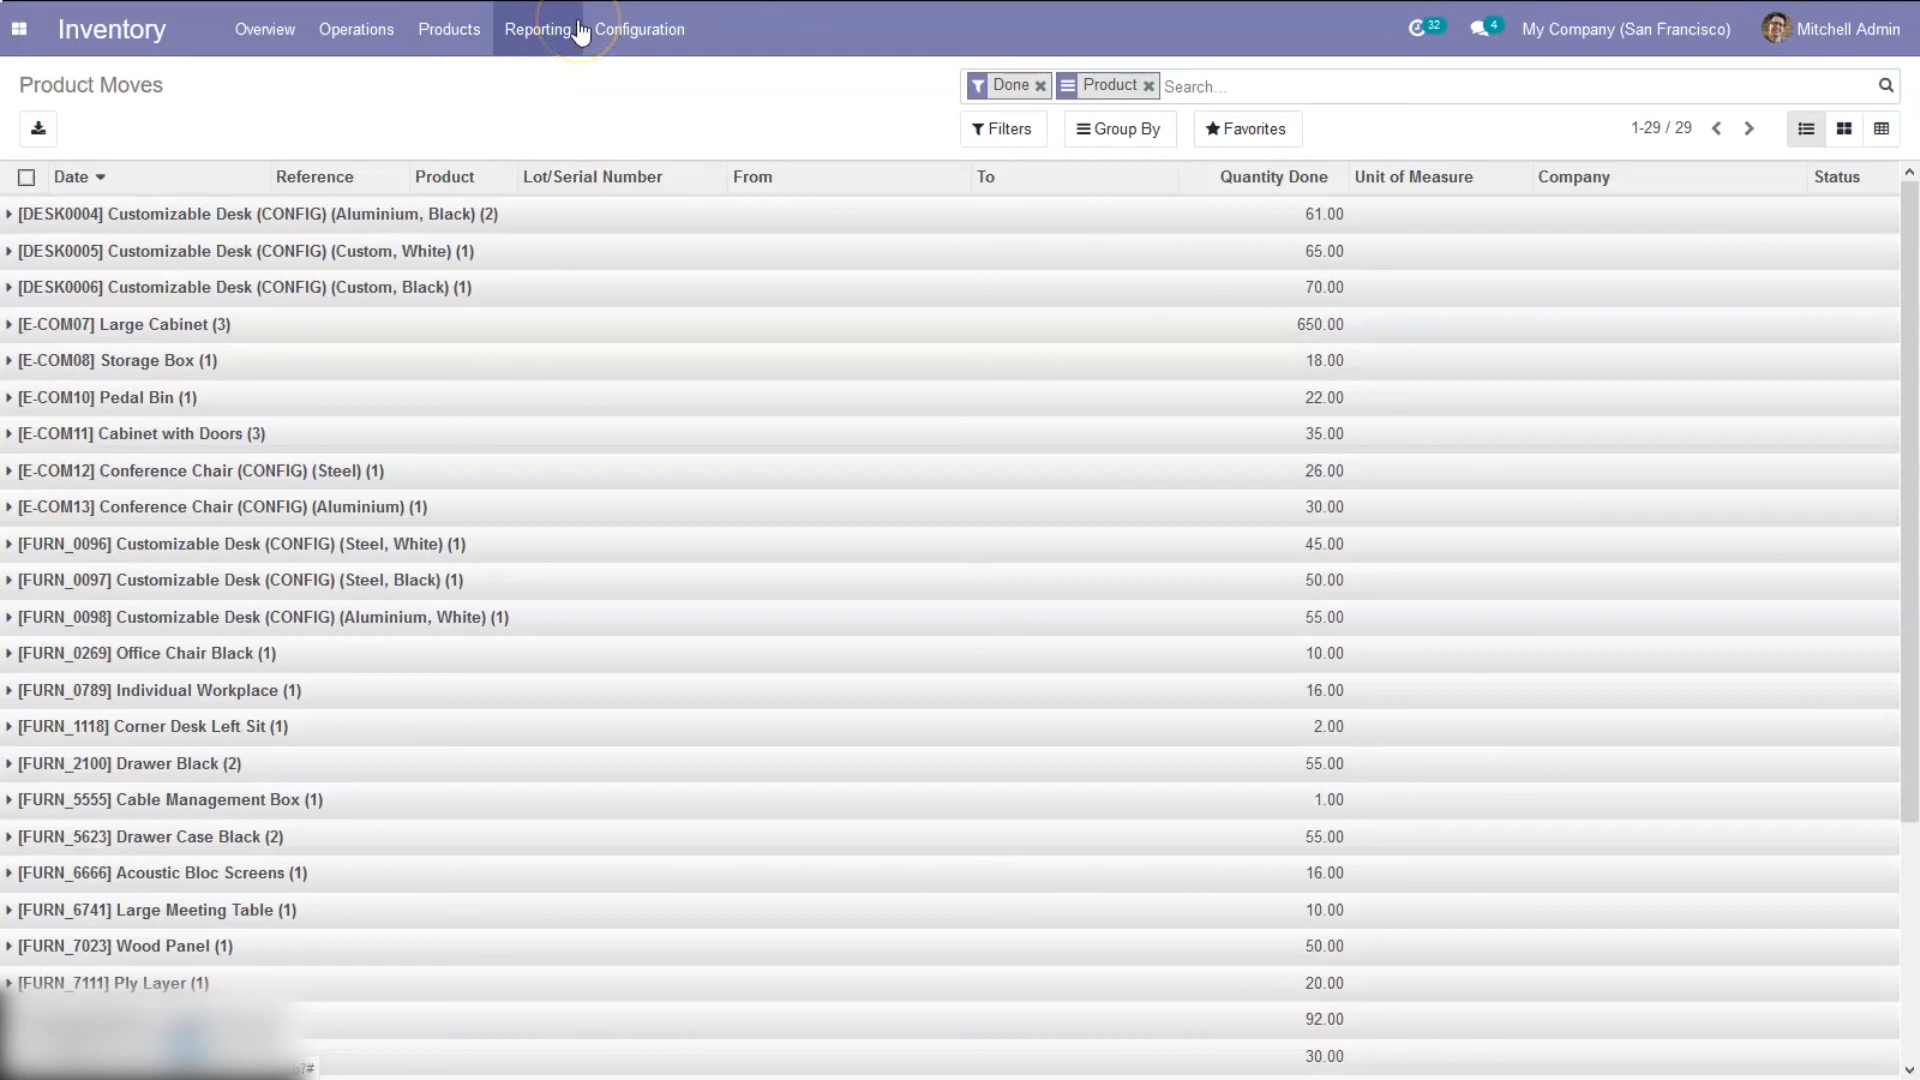 Inventory Overview Operations Products Reporting Configuration 32 4 My Company (San Francisco) Mitchell Admin
Product Moves
Done Product Search...
Filters Group By Favorites 1-29 / 29
Date Reference Product Lot/Serial Number From To Quantity Done Unit of Measure Company Status
[DESK0004] Customizable Desk (CONFIG) (Aluminium, Black) (2) 61.00
[DESK0005] Customizable Desk (CONFIG) (Custom, White) (1) 65.00
[DESK0006] Customizable Desk (CONFIG) (Custom, Black) (1) 70.00
[E-COM07] Large Cabinet (3) 650.00
[E-COM08] Storage Box (1) 18.00
[E-COM10] Pedal Bin (1) 22.00
[E-COM11] Cabinet with Doors (3) 35.00
[E-COM12] Conference Chair (CONFIG) (Steel) (1) 26.00
[E-COM13] Conference Chair (CONFIG) (Aluminium) (1) 30.00
[FURN_0096] Customizable Desk (CONFIG) (Steel, White) (1) 45.00
[FURN_0097] Customizable Desk (CONFIG) (Steel, Black) (1) 50.00
[FURN_0098] Customizable Desk (CONFIG) (Aluminium, White) (1) 55.00
[FURN_0269] Office Chair Black (1) 10.00
[FURN_0789] Individual Workplace (1) 16.00
[FURN_1118] Corner Desk Left Sit (1) 2.00
[FURN_2100] Drawer Black (2) 55.00
[FURN_5555] Cable Management Box (1) 1.00
[FURN_5623] Drawer Case Black (2) 55.00
[FURN_6666] Acoustic Bloc Screens (1) 16.00
[FURN_6741] Large Meeting Table (1) 10.00
[FURN_7023] Wood Panel (1) 50.00
[FURN_7111] Ply Layer (1) 20.00
92.00
30.00